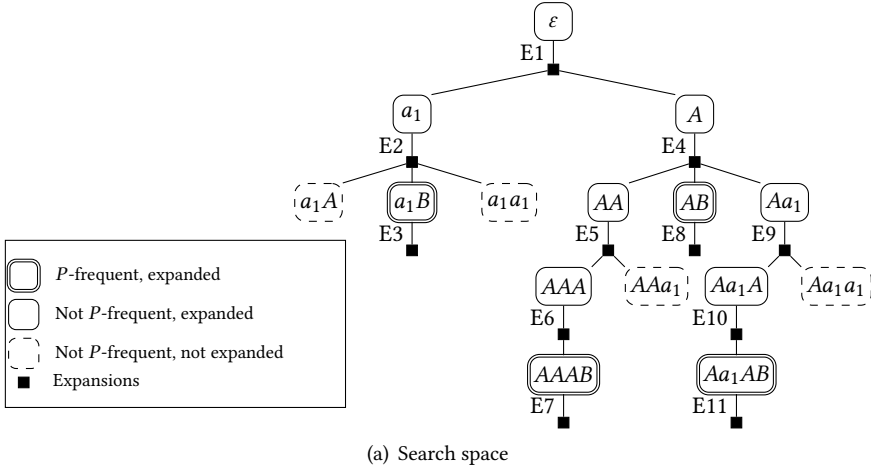 ε
E1
a₁ A
E2 E4
a₁A a₁B a₁a₁ AA AB Aa₁
E3 E5 E8 E9
AAA AAa₁ Aa₁A Aa₁a₁
E6 E10
AAAB Aa₁AB
E7 E11
P-frequent, expanded
Not P-frequent, expanded
Not P-frequent, not expanded
Expansions
(a) Search space